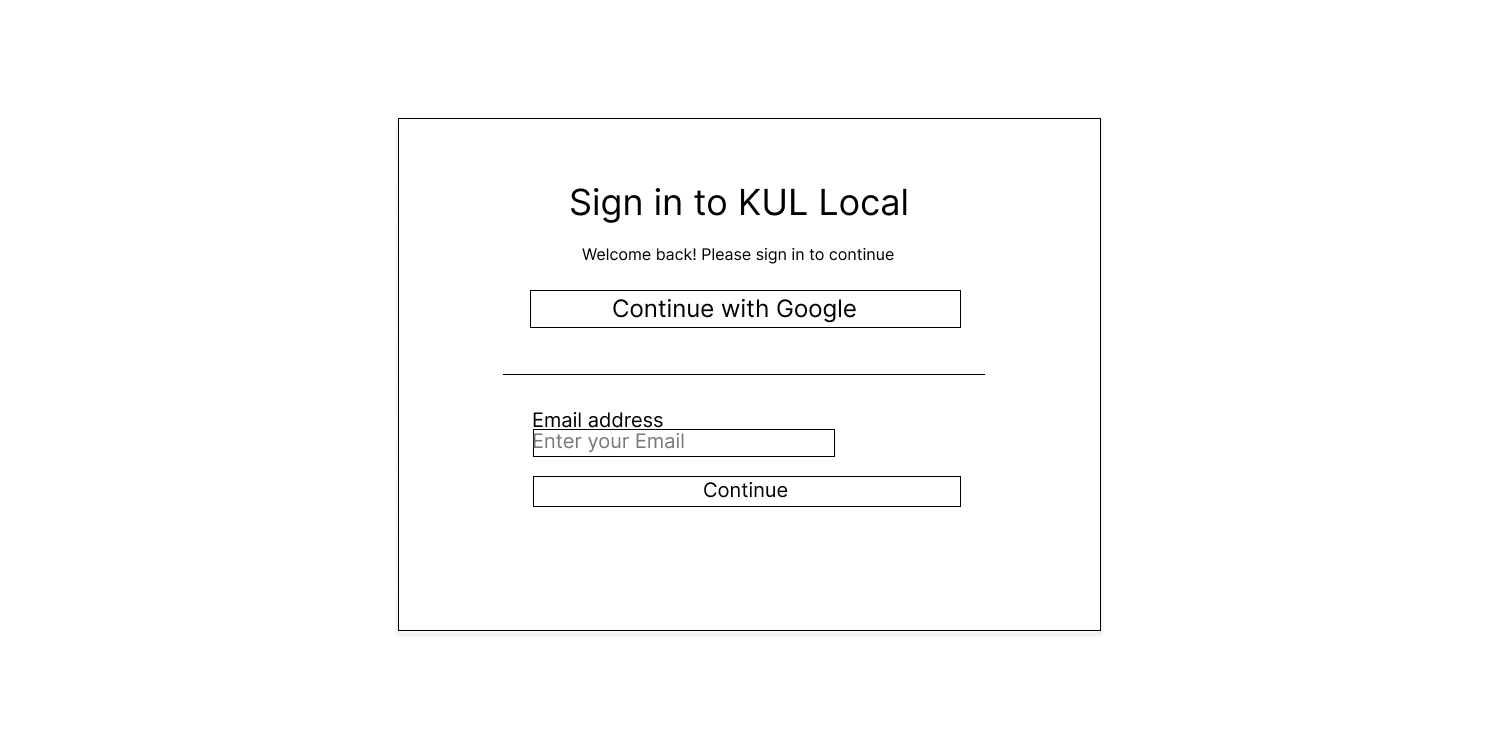 Sign in to KUL Local
Welcome back! Please sign in to continue
Continue with Google
Email address
Enter your Email
Continue